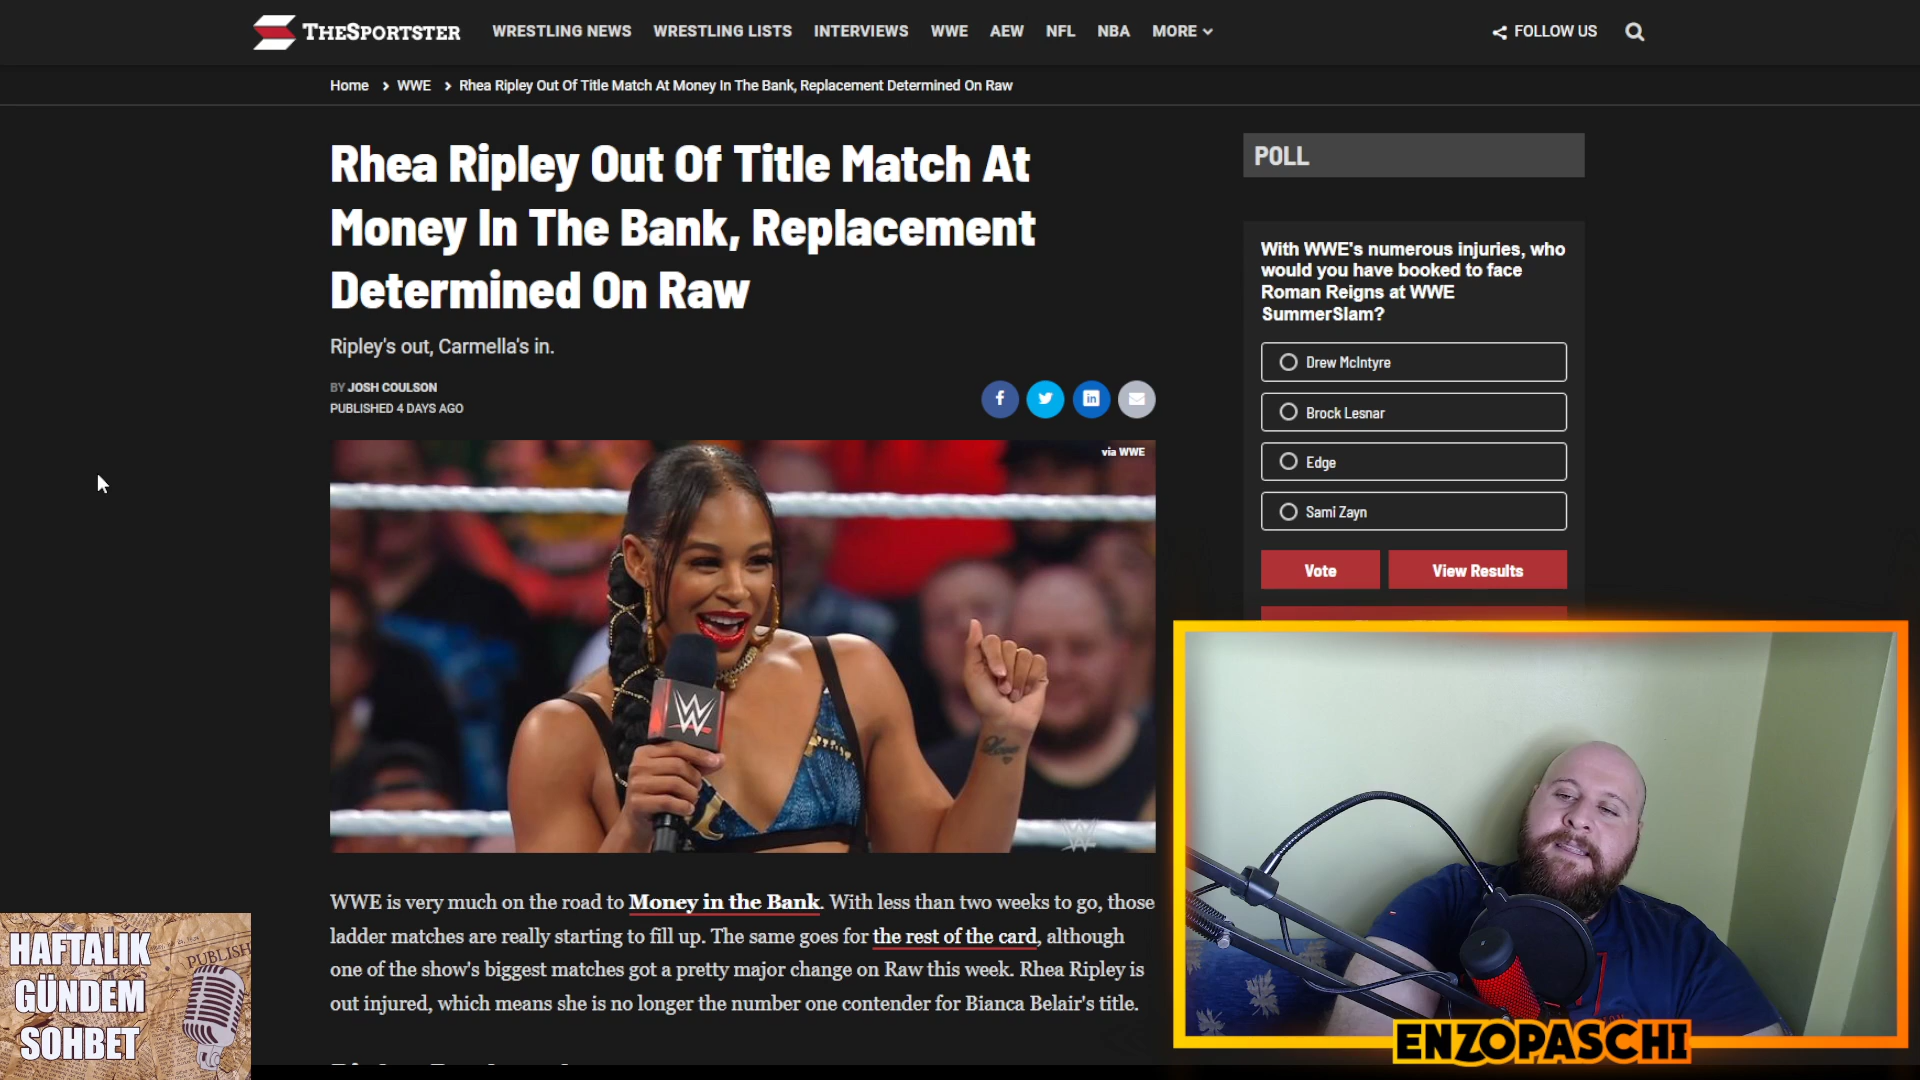 THESPORTSTER
WRESTLING NEWS
WRESTLING LISTS
INTERVIEWS
WWE
AEW
NFL
NBA
MORE
FOLLOW US
Home > WWE > Rhea Ripley Out Of Title Match At Money In The Bank, Replacement Determined On Raw
Rhea Ripley Out Of Title Match At
Money In The Bank, Replacement
Determined On Raw
Ripley's out, Carmella's in.
BY JOSH COULSON
PUBLISHED 4 DAYS AGO
via WWE
WWE is very much on the road to Money in the Bank. With less than two weeks to go, those
ladder matches are really starting to fill up. The same goes for the rest of the card, although
one of the show's biggest matches got a pretty major change on Raw this week. Rhea Ripley is
out injured, which means she is no longer the number one contender for Bianca Belair's title.
POLL
With WWE's numerous injuries, who
would you have booked to face
Roman Reigns at WWE
SummerSlam?
Drew McIntyre
Brock Lesnar
Edge
Sami Zayn
Vote
View Results
PUBLISH
HAFTALIK
GÜNDEM
SOHBET
ENZOPASCHI